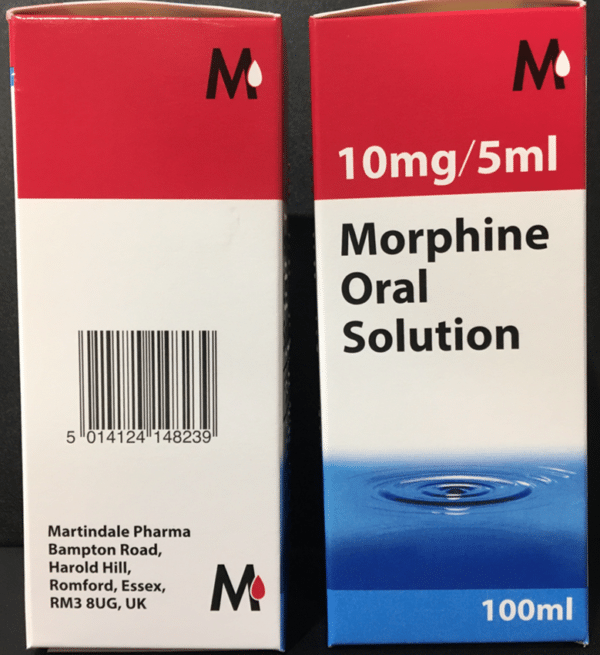 M
5 014124 148239
Martindale Pharma
Bampton Road,
Harold Hill,
Romford, Essex,
RM3 8UG, UK
M
M
10mg/5ml
Morphine
Oral
Solution
100ml